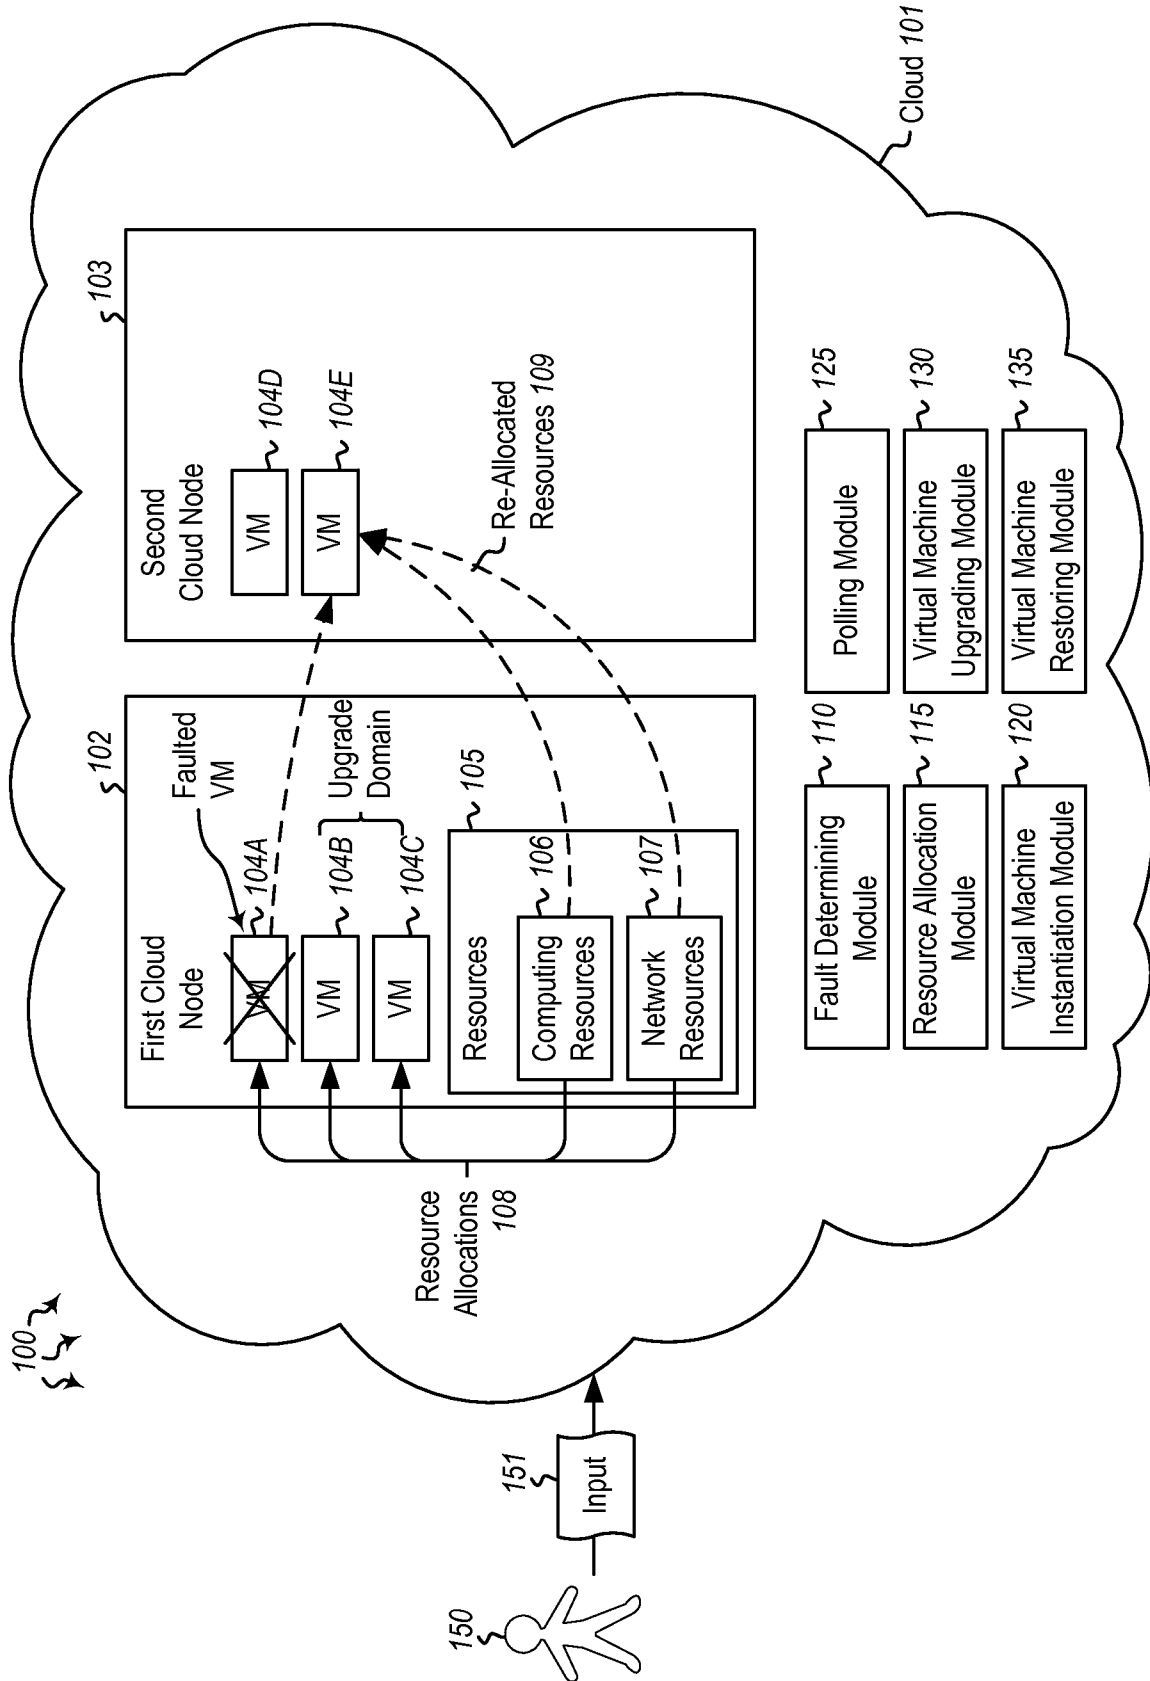 100
Cloud 101
102
First Cloud
Node
Faulted
VM
VM
104A
VM
104B
VM
104C
Upgrade
Domain
105
Resources
Computing
Resources
106
Network
Resources
107
Resource
Allocations
108
103
Second
Cloud Node
VM
104D
VM
104E
Re-Allocated
Resources 109
150
151
Input
Fault Determining
Module
110
Resource Allocation
Module
115
Virtual Machine
Instantiation Module
120
Polling Module
125
Virtual Machine
Upgrading Module
130
Virtual Machine
Restoring Module
135